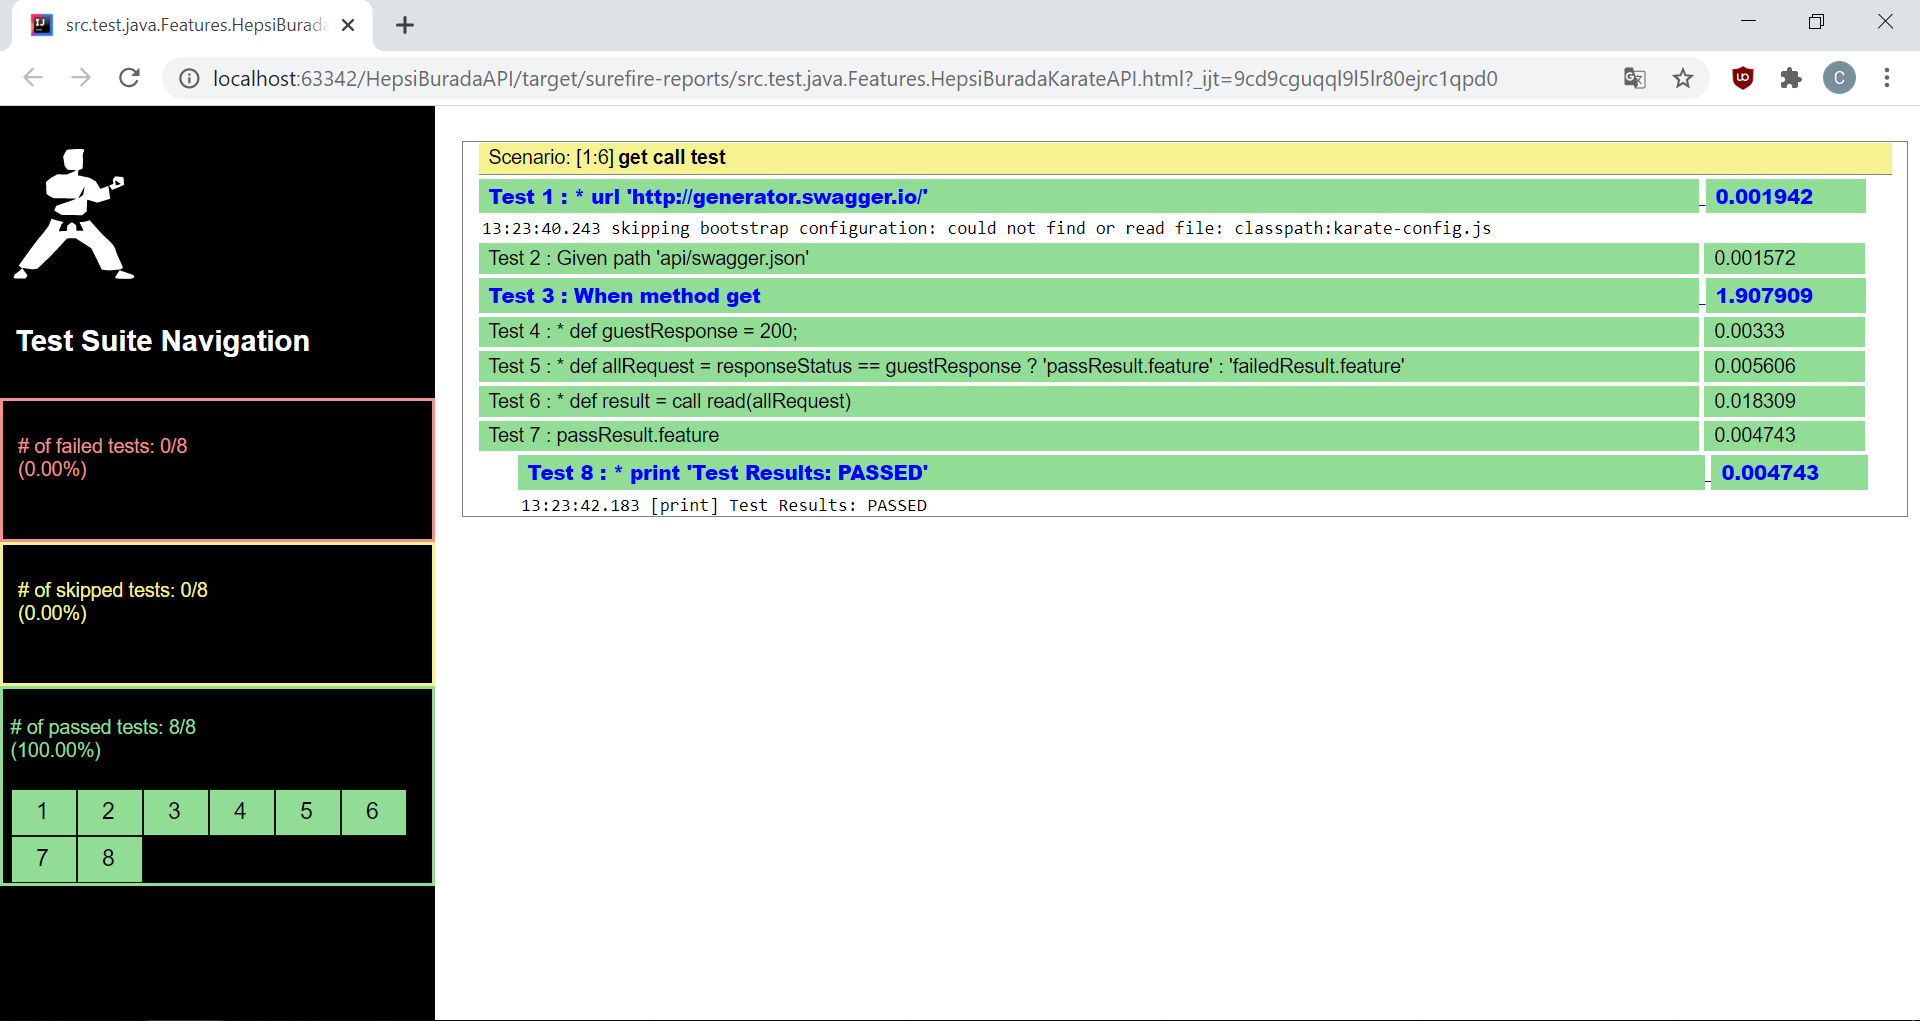 src.test.java.Features.HepsiBurada
localhost:63342/HepsiBuradaAPI/target/surefire-reports/src.test.java.Features.HepsiBuradaKarateAPI.html?_ijt=9cd9cguqql9l5lr80ejrc1qpd0
C
Test Suite Navigation
# of failed tests: 0/8
(0.00%)
# of skipped tests: 0/8
(0.00%)
# of passed tests: 8/8
(100.00%)
1 2 3 4 5 6
7 8
Scenario: [1:6] get call test
Test 1 : * url 'http://generator.swagger.io/' 0.001942
13:23:40.243 skipping bootstrap configuration: could not find or read file: classpath:karate-config.js
Test 2 : Given path 'api/swagger.json' 0.001572
Test 3 : When method get 1.907909
Test 4 : * def guestResponse = 200; 0.00333
Test 5 : * def allRequest = responseStatus == guestResponse ? 'passResult.feature' : 'failedResult.feature' 0.005606
Test 6 : * def result = call read(allRequest) 0.018309
Test 7 : passResult.feature 0.004743
Test 8 : * print 'Test Results: PASSED' 0.004743
13:23:42.183 [print] Test Results: PASSED